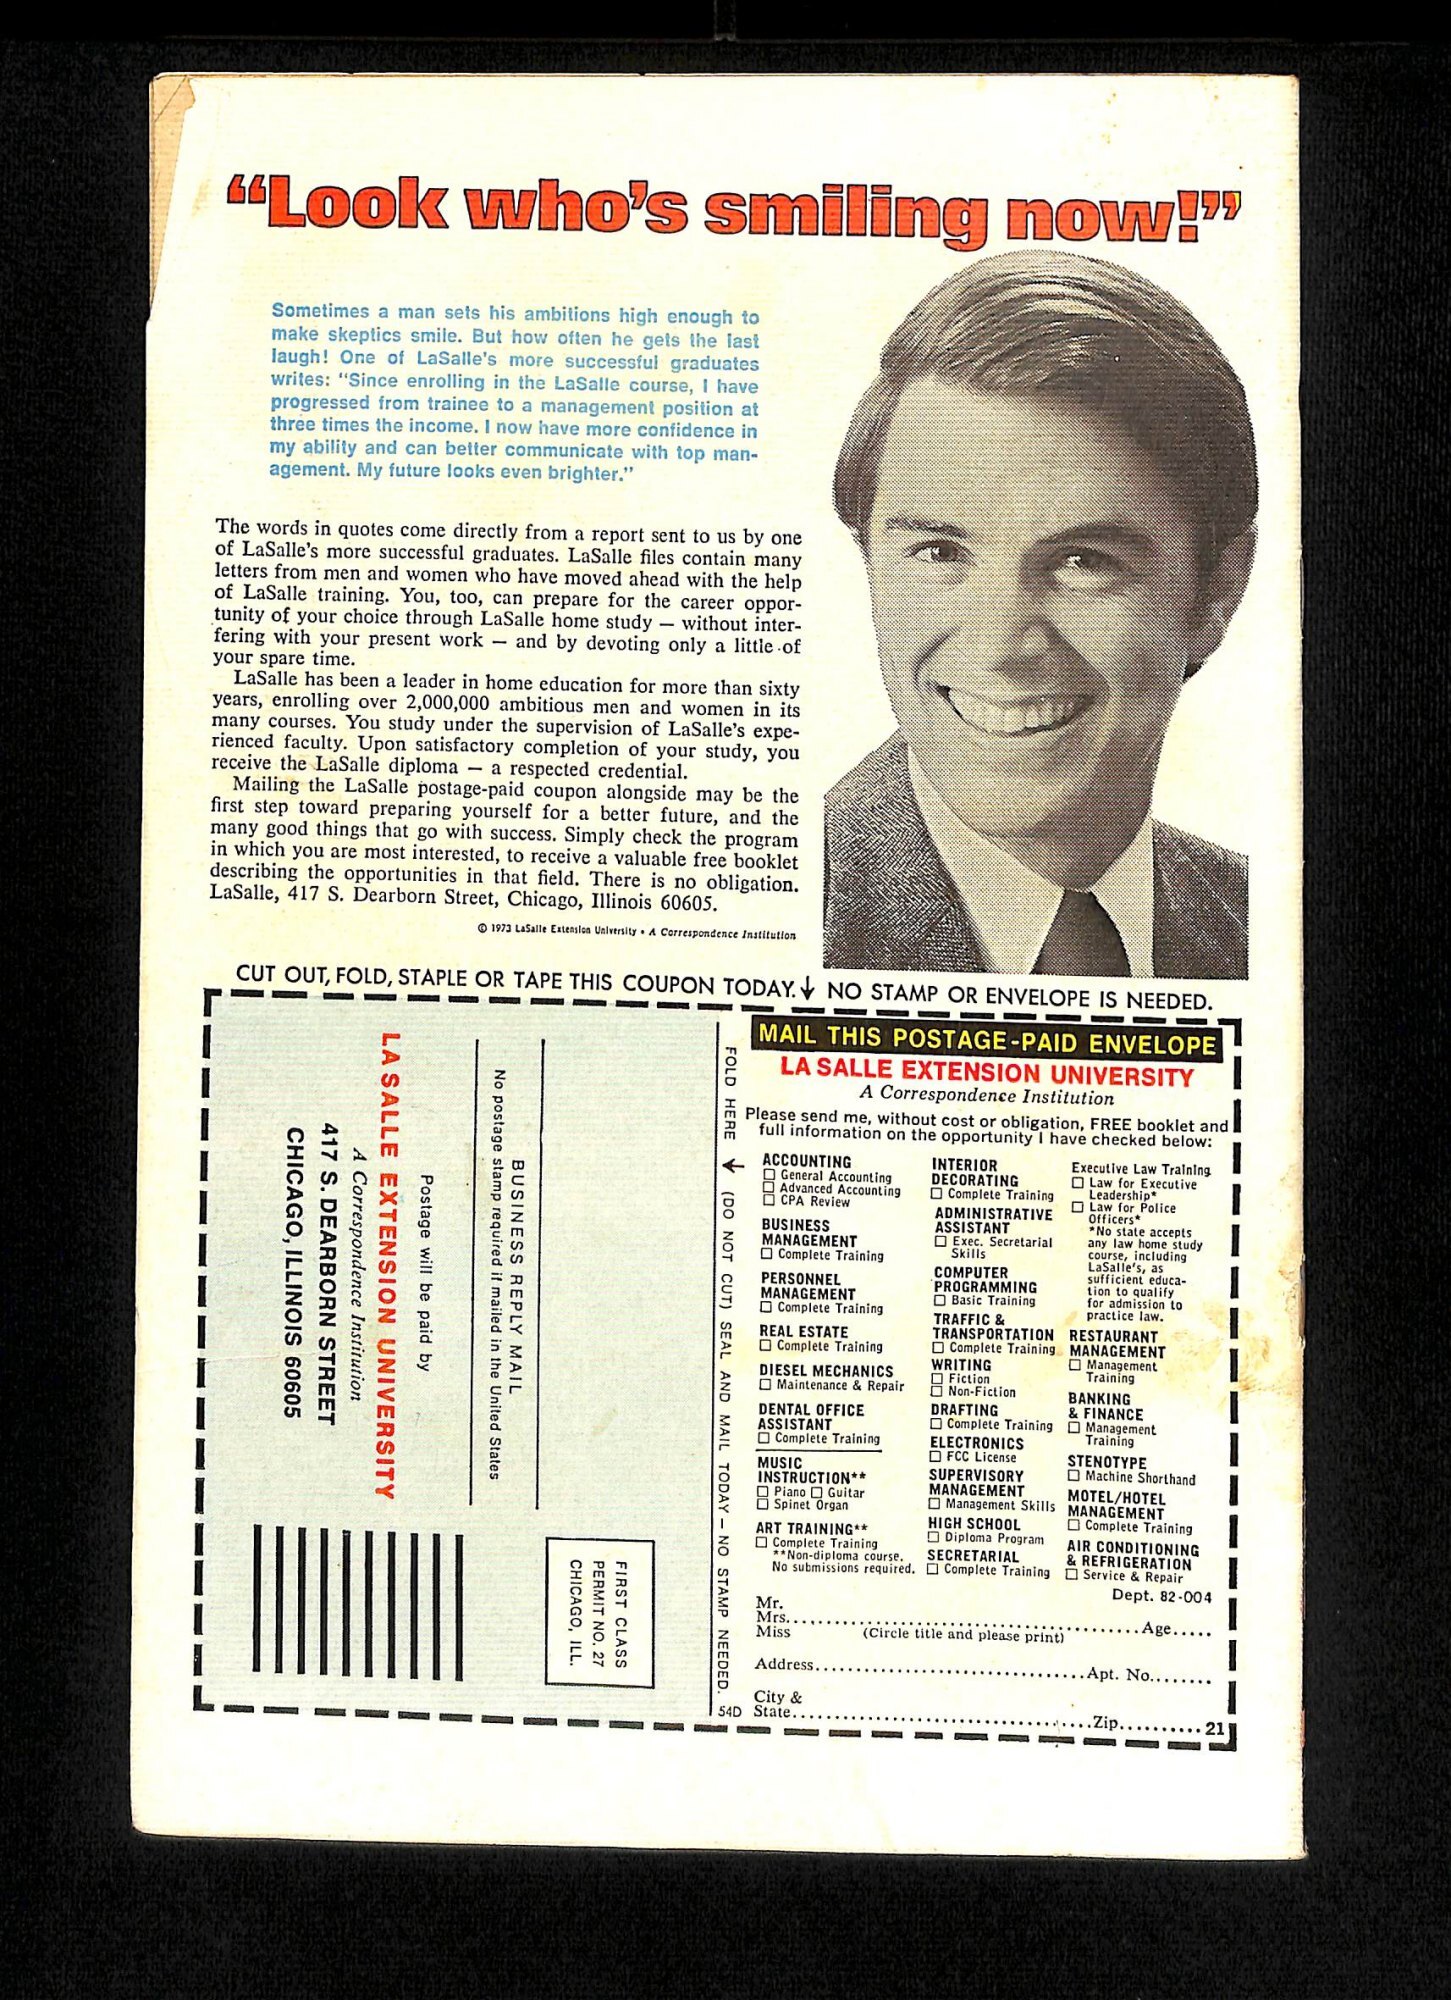 “Look who’s smiling now!”
Sometimes a man sets his ambitions high enough to
make skeptics smile. But how often he gets the last
laugh! One of LaSalle's more successful graduates
writes: “Since enrolling in the LaSalle course, I have
progressed from trainee to a management position at
three times the income. I now have more confidence in
my ability and can better communicate with top man-
agement. My future looks even brighter.”
The words in quotes come directly from a report sent to us by one
of LaSalle's more successful graduates. LaSalle files contain many
letters from men and women who have moved ahead with the help
of LaSalle training. You, too, can prepare for the career oppor-
tunity of your choice through LaSalle home study — without inter-
fering with your present work — and by devoting only a little of
your spare time.
LaSalle has been a leader in home education for more than sixty
years, enrolling over 2,000,000 ambitious men and women in its
many courses. You study under the supervision of LaSalle's expe-
rienced faculty. Upon satisfactory completion of your study, you
receive the LaSalle diploma — a respected credential.
Mailing the LaSalle postage-paid coupon alongside may be the
first step toward preparing yourself for a better future, and the
many good things that go with success. Simply check the program
in which you are most interested, to receive a valuable free booklet
describing the opportunities in that field. There is no obligation.
LaSalle, 417 S. Dearborn Street, Chicago, Illinois 60605.
© 1973 LaSalle Extension University • A Correspondence Institution
CUT OUT, FOLD, STAPLE OR TAPE THIS COUPON TODAY.↓ NO STAMP OR ENVELOPE IS NEEDED.
BUSINESS REPLY MAIL
No postage stamp required if mailed in the United States
Postage will be paid by
LA SALLE EXTENSION UNIVERSITY
A Correspondence Institution
417 S. DEARBORN STREET
CHICAGO, ILLINOIS 60605
FIRST CLASS
PERMIT NO. 27
CHICAGO, ILL.
FOLD HERE → (DO NOT CUT) SEAL AND MAIL TODAY — NO STAMP NEEDED.
54D
MAIL THIS POSTAGE-PAID ENVELOPE
LA SALLE EXTENSION UNIVERSITY
A Correspondence Institution
Please send me, without cost or obligation, FREE booklet and
full information on the opportunity I have checked below:
ACCOUNTING
☐ General Accounting
☐ Advanced Accounting
☐ CPA Review
BUSINESS
MANAGEMENT
☐ Complete Training
PERSONNEL
MANAGEMENT
☐ Complete Training
REAL ESTATE
☐ Complete Training
DIESEL MECHANICS
☐ Maintenance & Repair
DENTAL OFFICE
ASSISTANT
☐ Complete Training
MUSIC
INSTRUCTION**
☐ Piano ☐ Guitar
☐ Spinet Organ
ART TRAINING**
☐ Complete Training
**Non-diploma course.
No submissions required.
INTERIOR
DECORATING
☐ Complete Training
ADMINISTRATIVE
ASSISTANT
☐ Exec. Secretarial
Skills
COMPUTER
PROGRAMMING
☐ Basic Training
TRAFFIC &
TRANSPORTATION
☐ Complete Training
WRITING
☐ Fiction
☐ Non-Fiction
DRAFTING
☐ Complete Training
ELECTRONICS
☐ FCC License
SUPERVISORY
MANAGEMENT
☐ Management Skills
HIGH SCHOOL
☐ Diploma Program
SECRETARIAL
☐ Complete Training
Executive Law Training
☐ Law for Executive
Leadership*
☐ Law for Police
Officers*
*No state accepts
any law home study
course, including
LaSalle's, as
sufficient educa-
tion to qualify
for admission to
practice law.
RESTAURANT
MANAGEMENT
☐ Management
Training
BANKING
& FINANCE
☐ Management
Training
STENOTYPE
☐ Machine Shorthand
MOTEL/HOTEL
MANAGEMENT
☐ Complete Training
AIR CONDITIONING
& REFRIGERATION
☐ Service & Repair
Dept. 82-004
Mr.
Mrs. Age
Miss (Circle title and please print)
Address Apt. No.
City &
State Zip 21